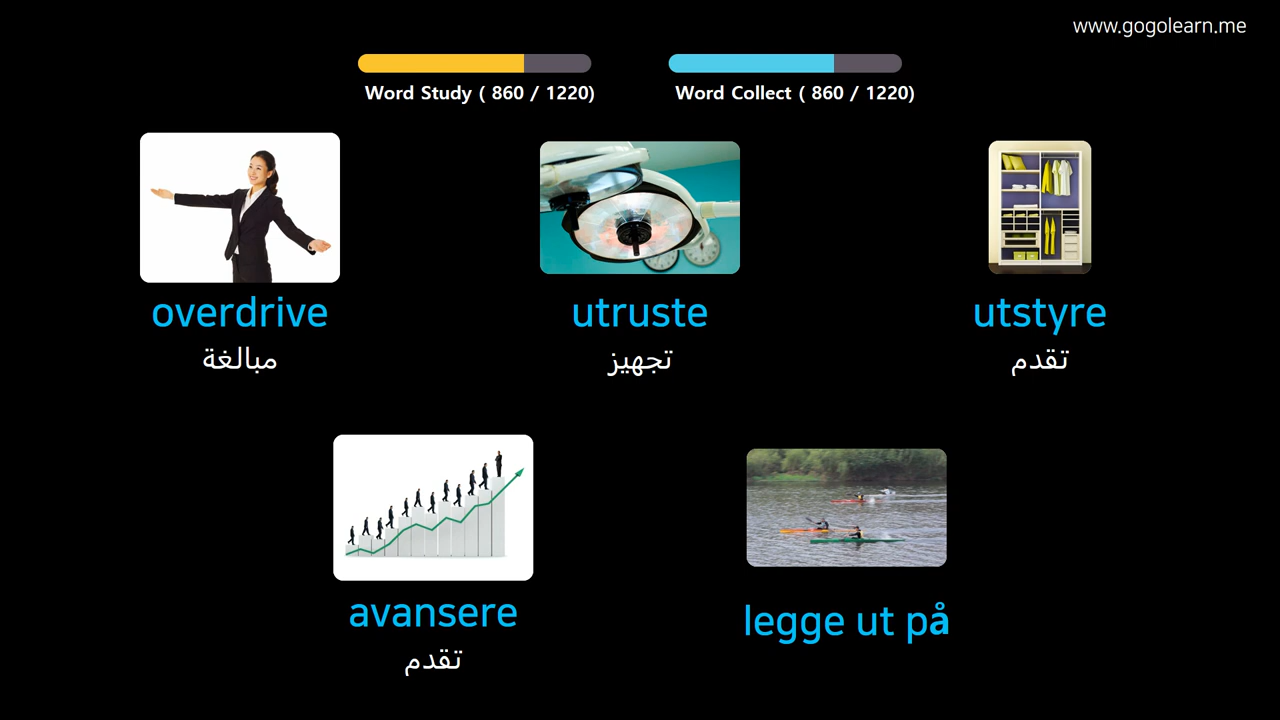 www.gogolearn.me
Word Study ( 860 / 1220)
Word Collect ( 860 / 1220)
overdrive
utruste
utstyre
مبالغة
تجهيز
تقدم
avansere
legge ut på
تقدم